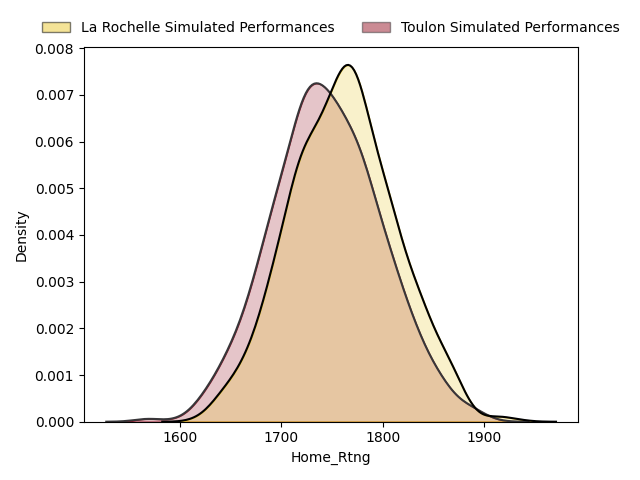 La Rochelle Simulated Performances Toulon Simulated Performances
0.008
0.007
0.006
0.005
0.004
0.003
0.002
0.001
0.000
Density
1600 1700 1800 1900
Home_Rtng